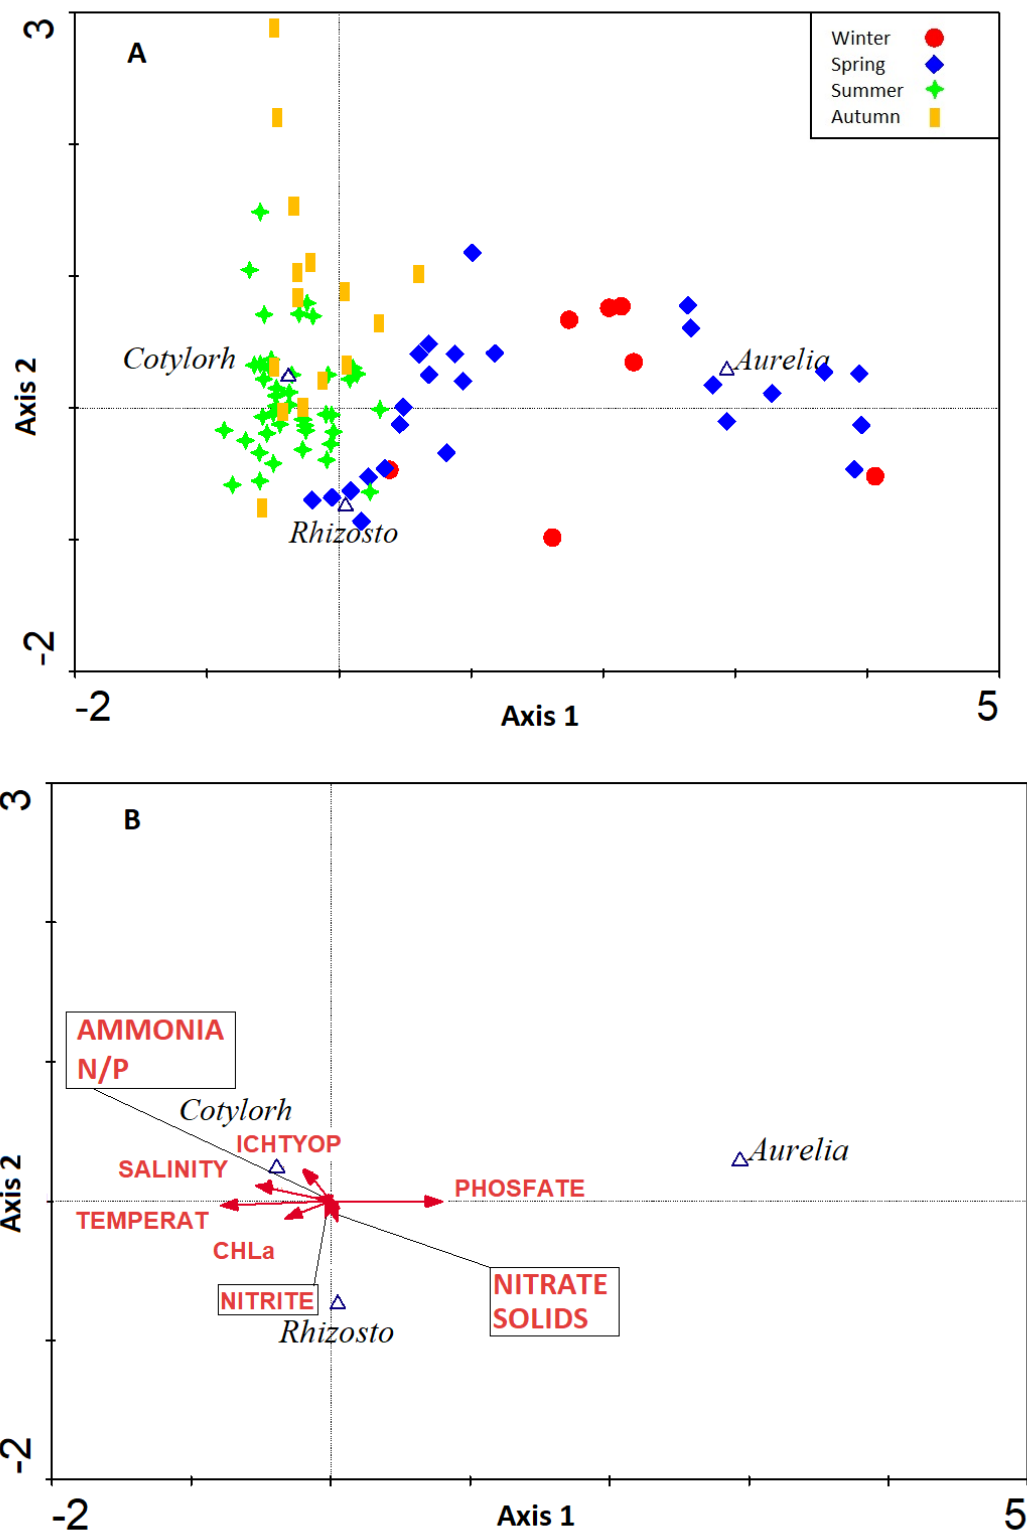 3
A
Winter
Spring
Summer
Autumn
Cotylorh
Aurelia
Axis 2
Rhizosto
-2
-2
Axis 1
5
3
B
AMMONIA
N/P
Cotylorh
ICHTYOP
SALINITY
Aurelia
PHOSFATE
Axis 2
TEMPERAT
CHLa
NITRITE
NITRATE
SOLIDS
Rhizosto
-2
-2
Axis 1
5